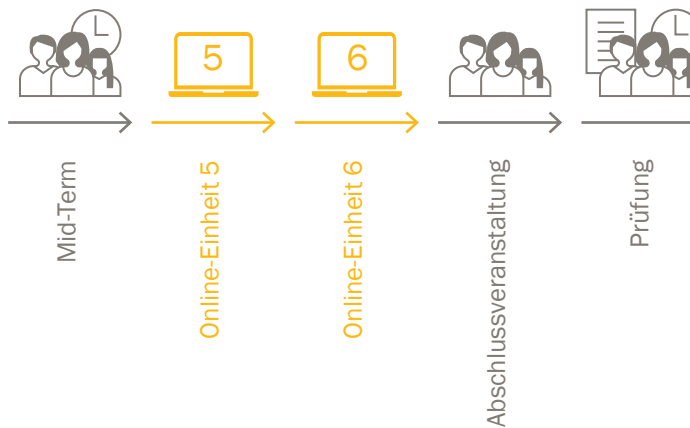 5
6
Mid-Term
Online-Einheit 5
Online-Einheit 6
Abschlussveranstaltung
Prüfung